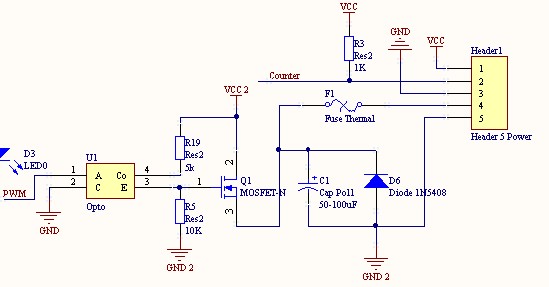 VCC
R3
Res2
1K
GND
VCC
Header1
Counter
1
2
3
4
5
Header 5 Power
F1
Fuse Thermal
VCC 2
D3
LED0
R19
Res2
5k
U1
1
A
Co
4
2
C
E
3
PWM
Opto
GND
2
1
Q1
MOSFET-N
3
R5
Res2
10K
GND 2
C1
Cap Pol1
50-100uF
D6
Diode 1N5408
GND 2